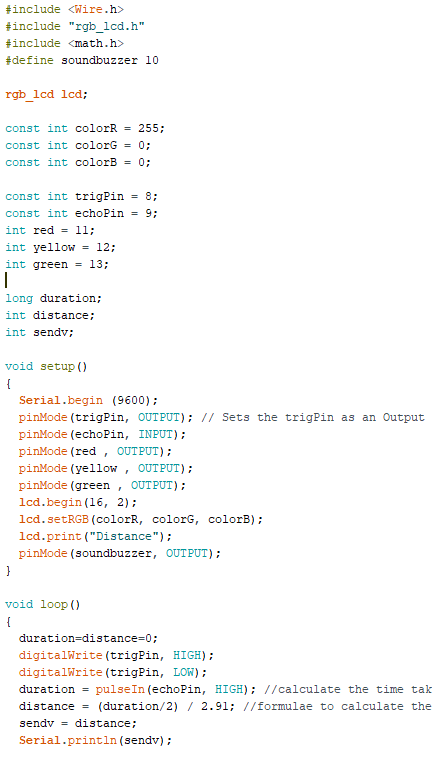 #include <Wire.h>
#include "rgb_lcd.h"
#include <math.h>
#define soundbuzzer 10
rgb_lcd lcd;
const int colorR = 255;
const int colorG = 0;
const int colorB = 0;
const int trigPin = 8;
const int echoPin = 9;
int red = 11;
int yellow = 12;
int green = 13;
long duration;
int distance;
int sendv;
void setup()
{
Serial.begin (9600);
pinMode(trigPin, OUTPUT); // Sets the trigPin as an Output
pinMode(echoPin, INPUT);
pinMode(red , OUTPUT);
pinMode(yellow , OUTPUT);
pinMode(green , OUTPUT);
lcd.begin(16, 2);
lcd.setRGB(colorR, colorG, colorB);
lcd.print("Distance");
pinMode(soundbuzzer, OUTPUT);
}
void loop()
{
duration=distance=0;
digitalWrite(trigPin, HIGH);
digitalWrite(trigPin, LOW);
duration = pulseIn(echoPin, HIGH); //calculate the time tak
distance = (duration/2) / 2.91; //formulae to calculate the
sendv = distance;
Serial.println(sendv);